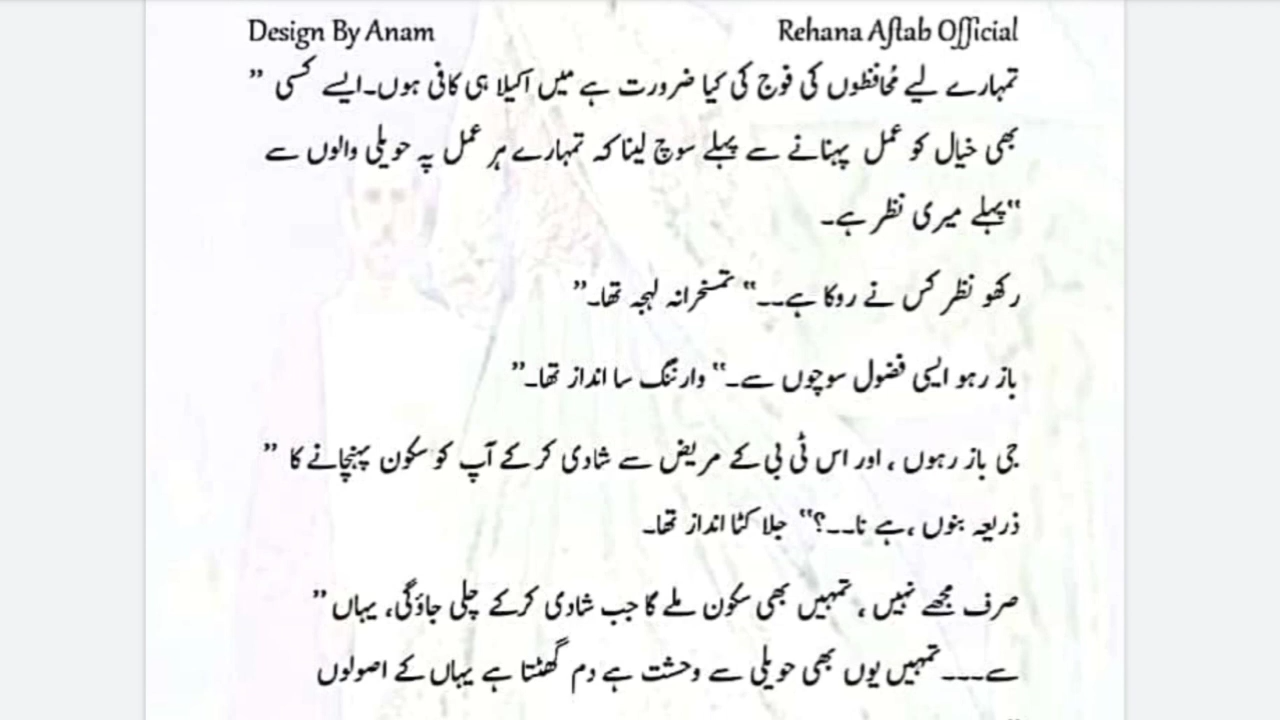 Design By Anam Rehana Aftab Official
تمہارے لیے مُحافظوں کی فوج کی کیا ضرورت ہے میں اکیلا ہی کافی ہوں۔ایسے کسی ”
بھی خیال کو عمل پہنانے سے پہلے سوچ لینا کہ تمہارے ہر عمل پہ حویلی والوں سے
“پہلے میری نظر ہے۔
رکھو نظر کس نے روکا ہے۔۔“ تمسخرانہ لہجہ تھا۔”
باز رہو ایسی فضول سوچوں سے۔“ وارننگ سا انداز تھا۔”
جی باز رہوں ، اور اس ٹی بی کے مریض سے شادی کر کے آپ کو سکون پہنچانے کا ”
ذریعہ بنوں ،ہے نا۔۔؟“ جلا کٹا انداز تھا۔
صرف مجھے نہیں ، تمہیں بھی سکون ملے گا جب شادی کرکے چلی جاؤگی، یہاں ”
سے۔۔۔تمہیں یوں بھی حویلی سے وحشت ہے دم گھٹتا ہے یہاں کے اصولوں